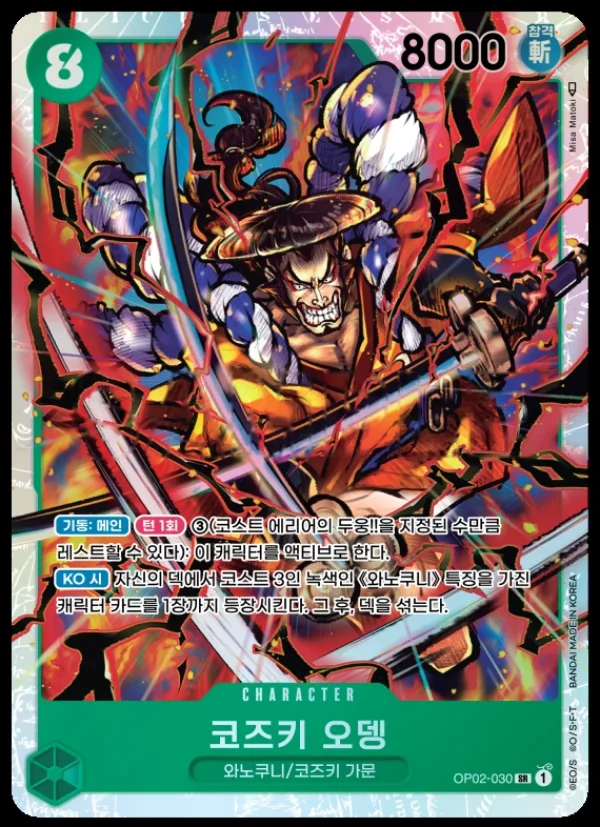 8
8000
참격
斬
Misa Matoki
기동: 메인 턴 1회 ③(코스트 에리어의 두웅!!을 지정된 수만큼
레스트할 수 있다): 이 캐릭터를 액티브로 한다.
KO 시 자신의 덱에서 코스트 3인 녹색인 《와노쿠니》 특징을 가진
캐릭터 카드를 1장까지 등장시킨다. 그 후, 덱을 섞는다.
CHARACTER
코즈키 오뎅
와노쿠니/코즈키 가문
OP02-030 SR 1
©EO/S ©O/S·F·T BANDAI MADE IN KOREA